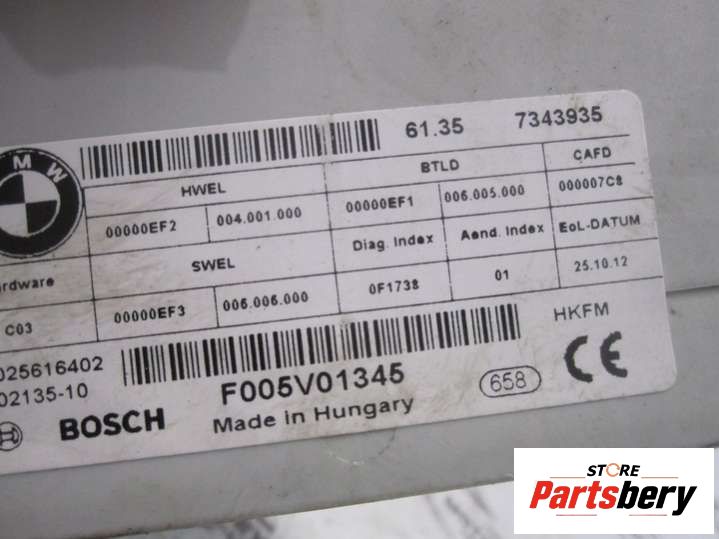 BMW
61.35 7343935
HWEL BTLD CAFD
00000EF2 004.001.000 00000EF1 006.005.000 000007C8
SWEL Diag. Index Aend. Index EoL-DATUM
C03 00000EF3 006.006.000 0F1738 01 25.10.12
HKFM
025616402
02135-10
F005V01345
BOSCH Made in Hungary 658 CE
STORE
Partsbery